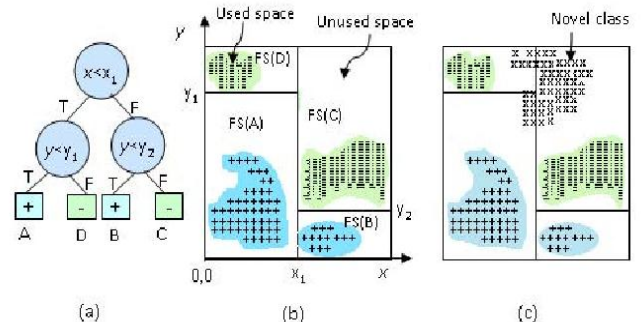 x<x1
T F
y<y1 y<y2
T F T F
+ - + -
A D B C
(a)
y Used space Unused space
FS(D)
y1
FS(A) FS(C)
FS(B) y2
0,0 x1 x
(b)
Novel class
(c)